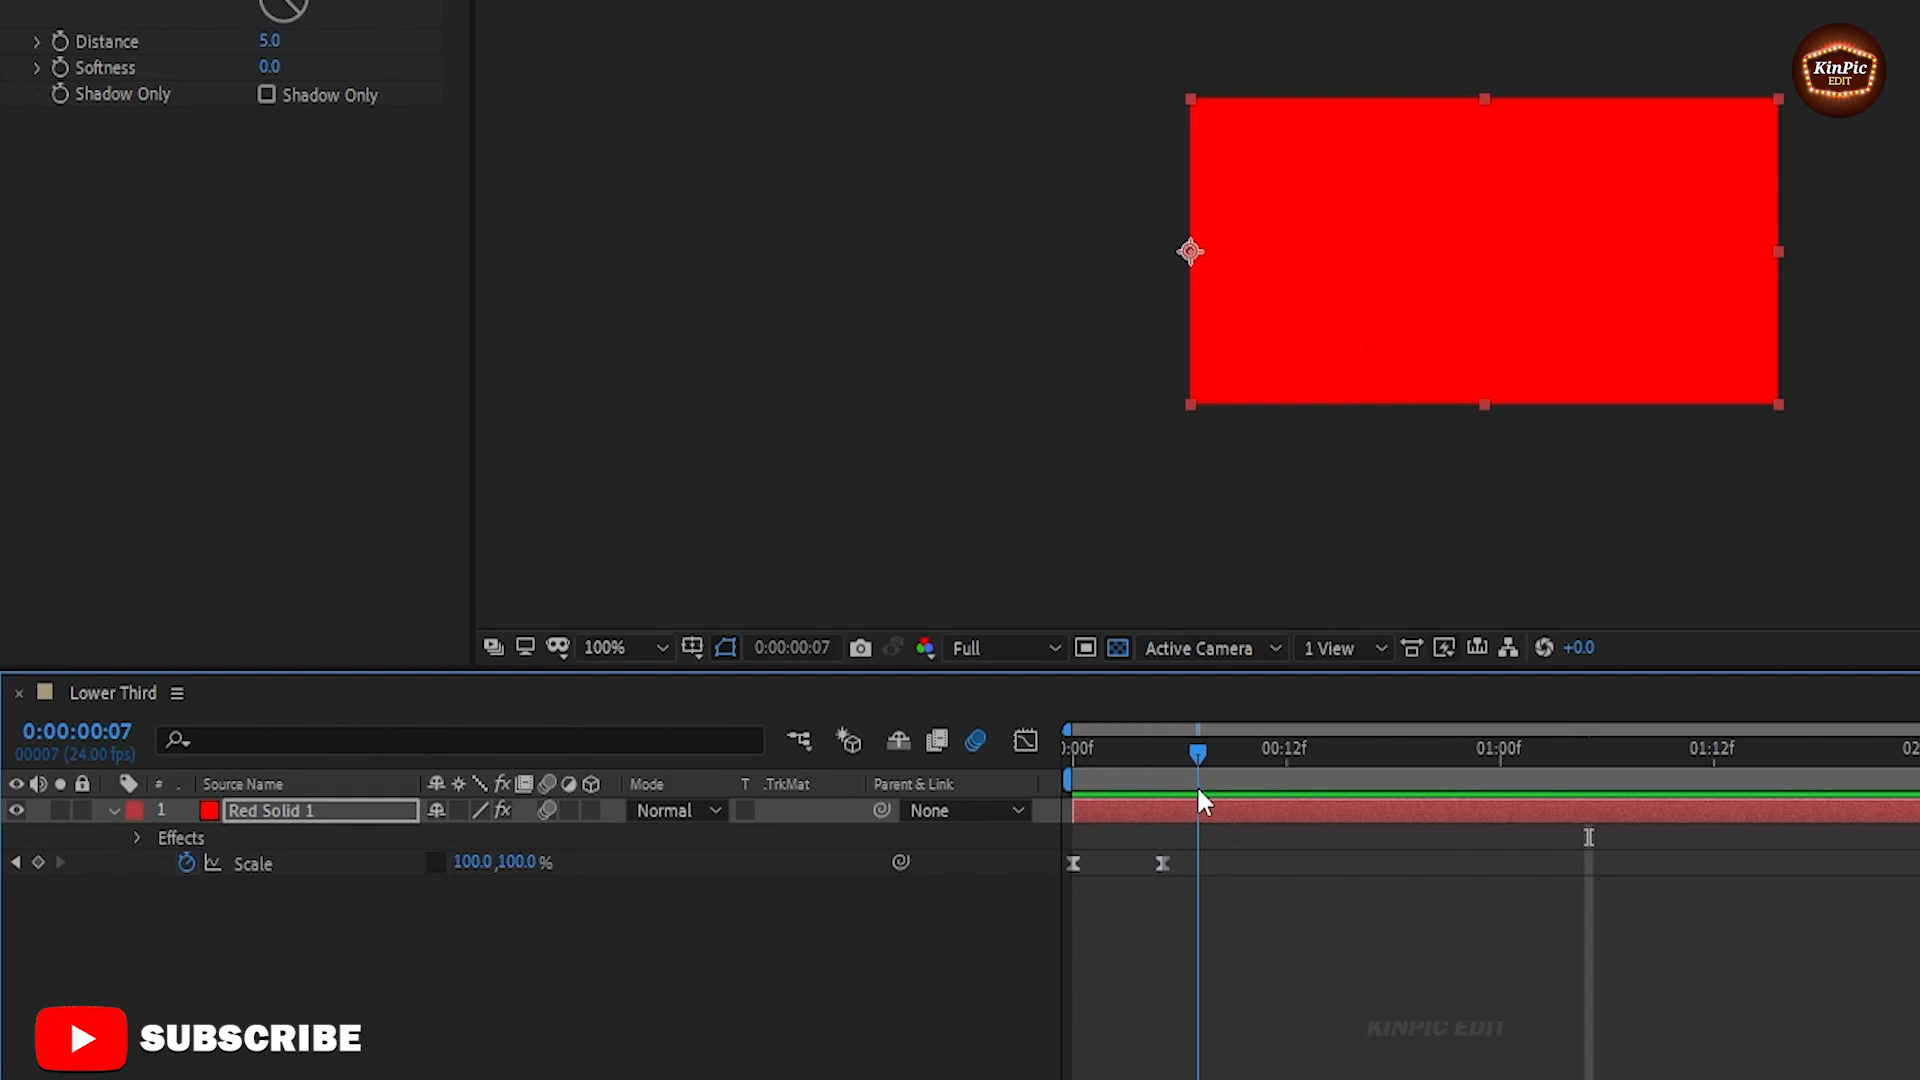 Distance 5.0
Softness 0.0
Shadow Only Shadow Only
KinPic
EDIT
100% 0:00:00:07 Full Active Camera 1 View +0.0
Lower Third
0:00:00:07
00007 (24.00 fps)
0:00f 00:12f 01:00f 01:12f 02
# . Source Name fx Mode T .TrkMat Parent & Link
1 Red Solid 1 fx Normal None
Effects
Scale 100.0,100.0%
KINPIC EDIT
SUBSCRIBE